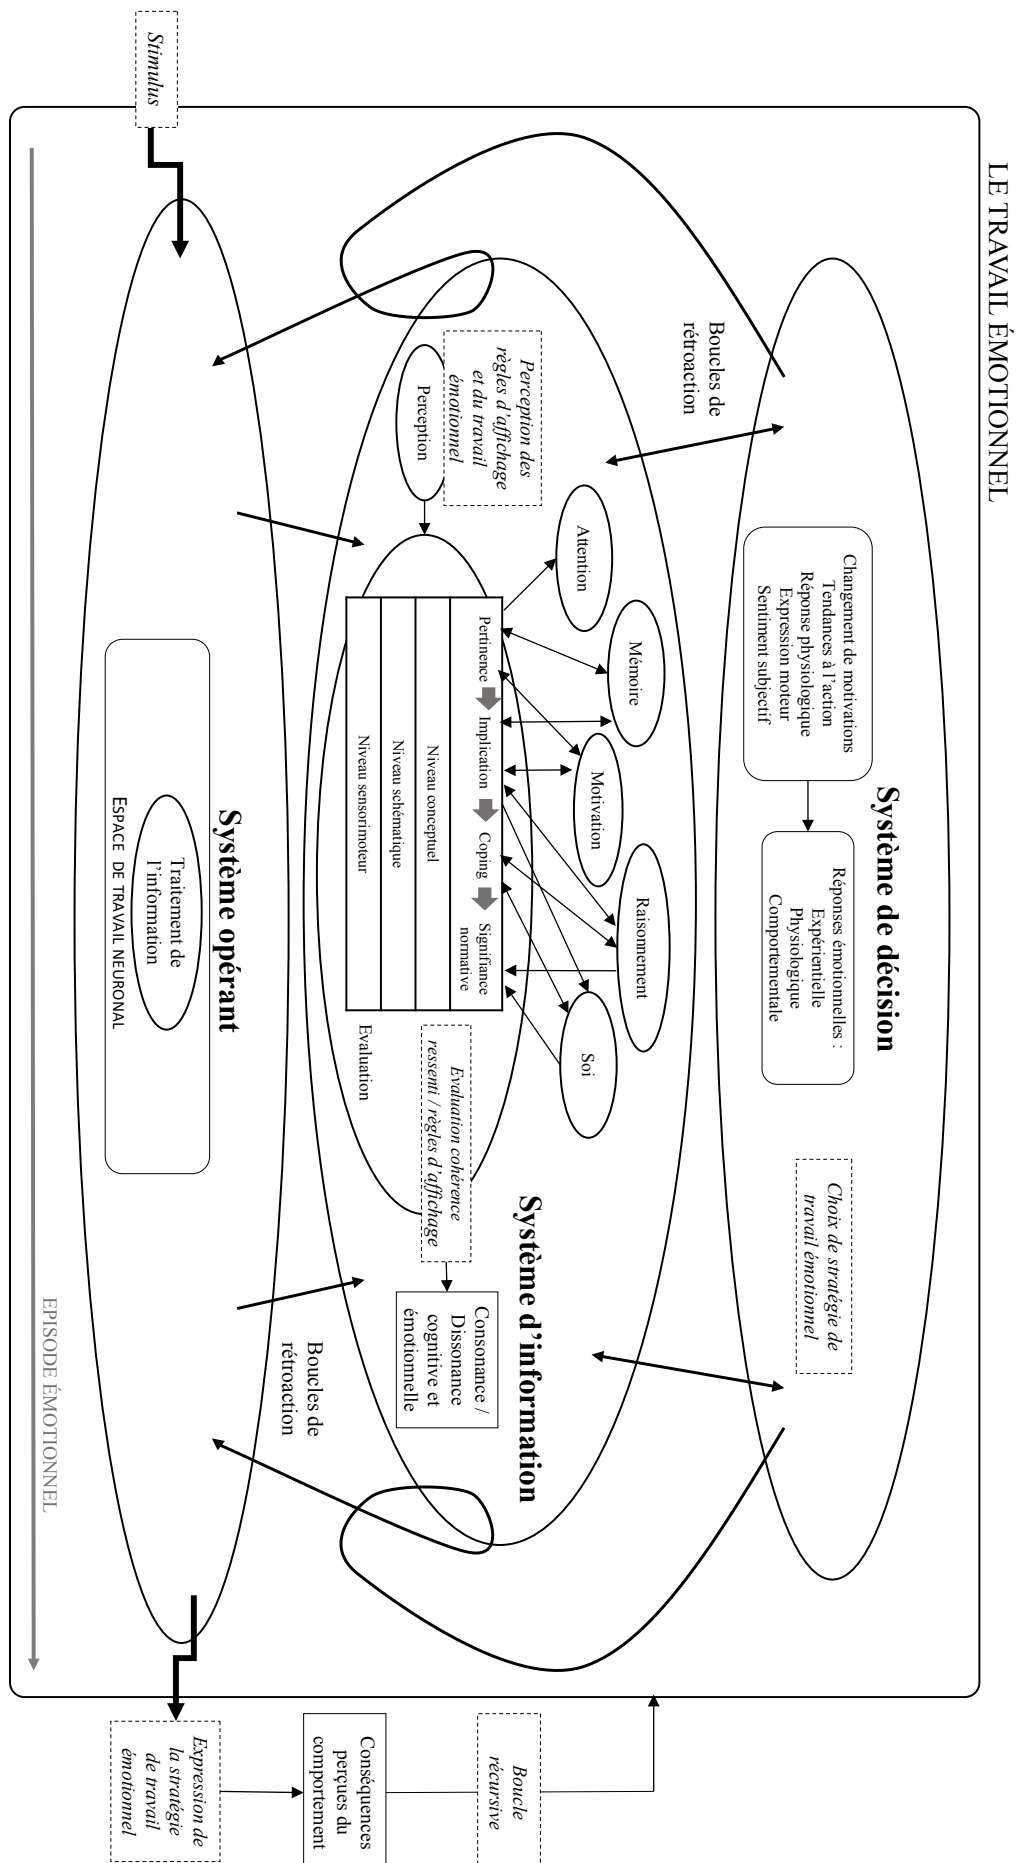 LE TRAVAIL ÉMOTIONNEL
Stimulus
Système de décision
Changement de motivations
Tendances à l'action
Réponse physiologique
Expression moteur
Sentiment subjectif
Réponses émotionnelles :
Expérientielle
Physiologique
Comportementale
Choix de stratégie de
travail émotionnel
Boucles de
rétroaction
Système d'information
Perception des
règles d'affichage
et du travail
émotionnel
Perception
Attention
Mémoire
Motivation
Raisonnement
Soi
Pertinence
Implication
Coping
Signifiance
normative
Niveau conceptuel
Niveau schématique
Niveau sensorimoteur
Evaluation
Evaluation cohérence
ressenti / règles d'affichage
Consonance /
Dissonance
cognitive et
émotionnelle
Boucles de
rétroaction
Système opérant
Traitement de
l'information
ESPACE DE TRAVAIL NEURONAL
EPISODE ÉMOTIONNEL
Boucle
récursive
Conséquences
perçues du
comportement
Expression de
la stratégie
de travail
émotionnel